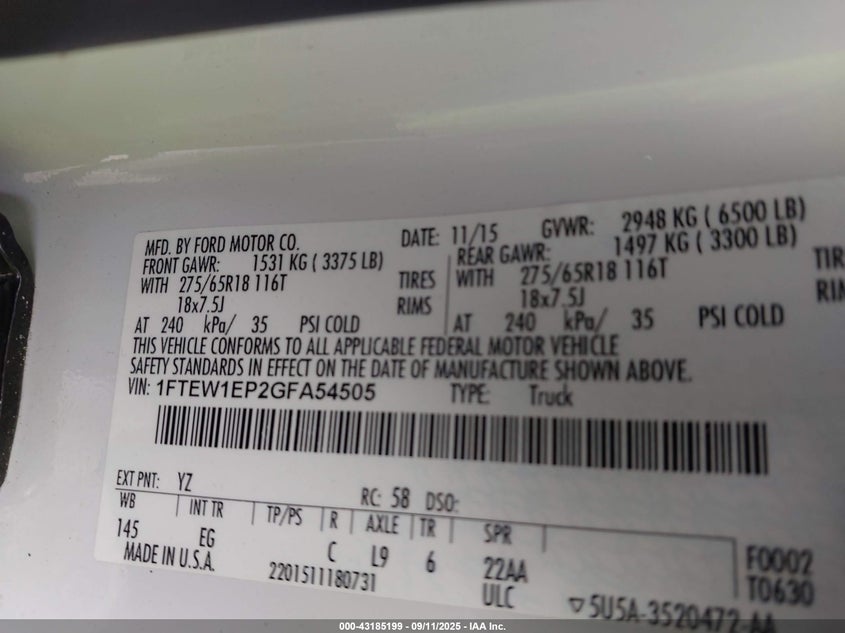 MFD. BY FORD MOTOR CO. DATE: 11/15 GVWR: 2948 KG ( 6500 LB)
FRONT GAWR: 1531 KG ( 3375 LB) REAR GAWR: 1497 KG ( 3300 LB)
WITH 275/65R18 116T TIRES WITH 275/65R18 116T TIR
18x7.5J RIMS 18x7.5J
AT 240 kPa/ 35 PSI COLD AT 240 kPa/ 35 PSI COLD
THIS VEHICLE CONFORMS TO ALL APPLICABLE FEDERAL MOTOR VEHICLE
SAFETY STANDARDS IN EFFECT ON THE DATE OF MANUFACTURE SHOWN ABOVE.
VIN: 1FTEW1EP2GFA54505 TYPE: Truck
EXT PNT: YZ RC: 58 DSO:
WB INT TR TP/PS R AXLE TR SPR
145 EG C L9 6 22AA
MADE IN U.S.A. 2201511180731 ULC
F0002
T0630
▽5U5A-3520472-AA
000-43185199 - 09/11/2025 - IAA Inc.